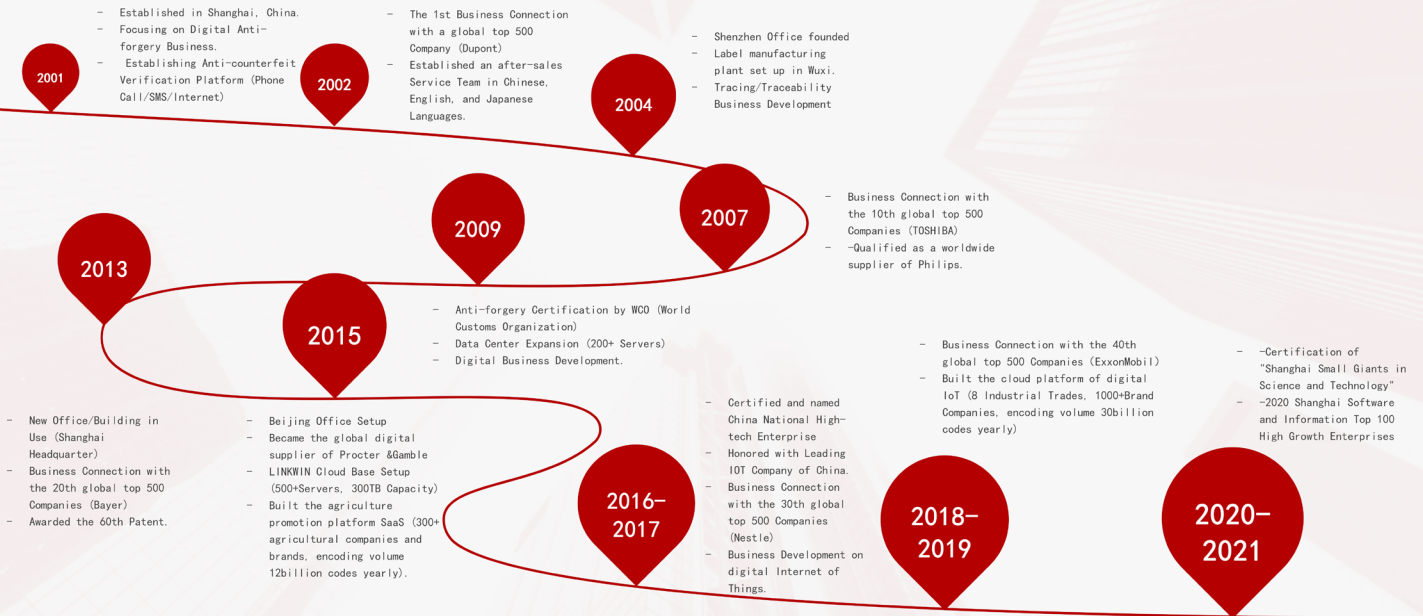 2001
- Established in Shanghai, China.
- Focusing on Digital Anti-
forgery Business.
- Establishing Anti-counterfeit
Verification Platform (Phone
Call/SMS/Internet)
2002
- The 1st Business Connection
with a global top 500
Company (Dupont)
- Established an after-sales
Service Team in Chinese,
English, and Japanese
Languages.
2004
- Shenzhen Office founded
- Label manufacturing
plant set up in Wuxi.
- Tracing/Traceability
Business Development
2007
- Business Connection with
the 10th global top 500
Companies (TOSHIBA)
- -Qualified as a worldwide
supplier of Philips.
2009
- Anti-forgery Certification by WCO (World
Customs Organization)
- Data Center Expansion (200+ Servers)
- Digital Business Development.
2013
- New Office/Building in
Use (Shanghai
Headquarter)
- Business Connection with
the 20th global top 500
Companies (Bayer)
- Awarded the 60th Patent.
2015
- Beijing Office Setup
- Became the global digital
supplier of Procter &Gamble
- LINKWIN Cloud Base Setup
(500+Servers, 300TB Capacity)
- Built the agriculture
promotion platform SaaS (300+
agricultural companies and
brands, encoding volume
12billion codes yearly).
2016-
2017
- Certified and named
China National High-
tech Enterprise
- Honored with Leading
IOT Company of China.
- Business Connection
with the 30th global
top 500 Companies
(Nestle)
- Business Development on
digital Internet of
Things.
2018-
2019
- Business Connection with the 40th
global top 500 Companies (ExxonMobil)
- Built the cloud platform of digital
IoT (8 Industrial Trades, 1000+Brand
Companies, encoding volume 30billion
codes yearly)
2020-
2021
- -Certification of
"Shanghai Small Giants in
Science and Technology"
- -2020 Shanghai Software
and Information Top 100
High Growth Enterprises